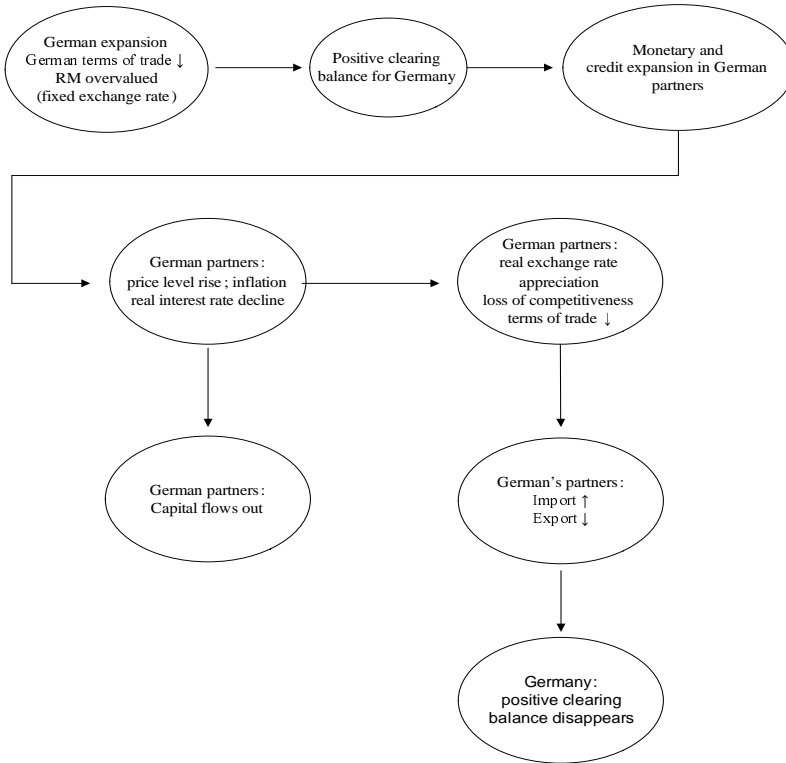 German expansion
German terms of trade ↓
RM overvalued
(fixed exchange rate)
Positive clearing
balance for Germany
Monetary and
credit expansion in German
partners
German partners:
price level rise; inflation
real interest rate decline
German partners:
real exchange rate
appreciation
loss of competitiveness
terms of trade ↓
German partners:
Capital flows out
German's partners:
Import ↑
Export ↓
Germany:
positive clearing
balance disappears